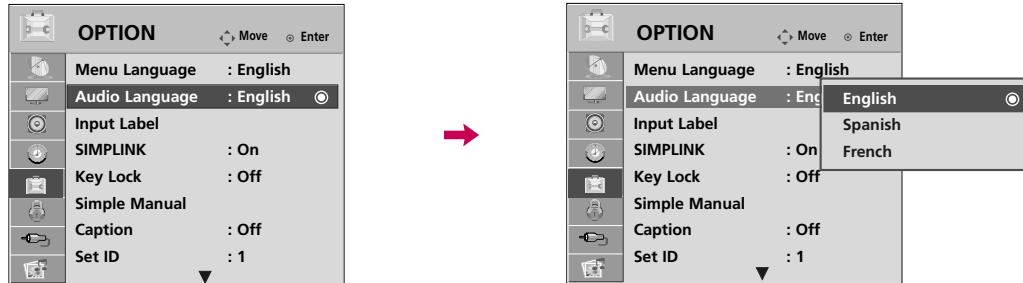 OPTION Move Enter
Menu Language : English
Audio Language : English
Input Label
SIMPLINK : On
Key Lock : Off
Simple Manual
Caption : Off
Set ID : 1
OPTION Move Enter
Menu Language : English
Audio Language : Eng
Input Label
SIMPLINK : On
Key Lock : Off
Simple Manual
Caption : Off
Set ID : 1
English
Spanish
French